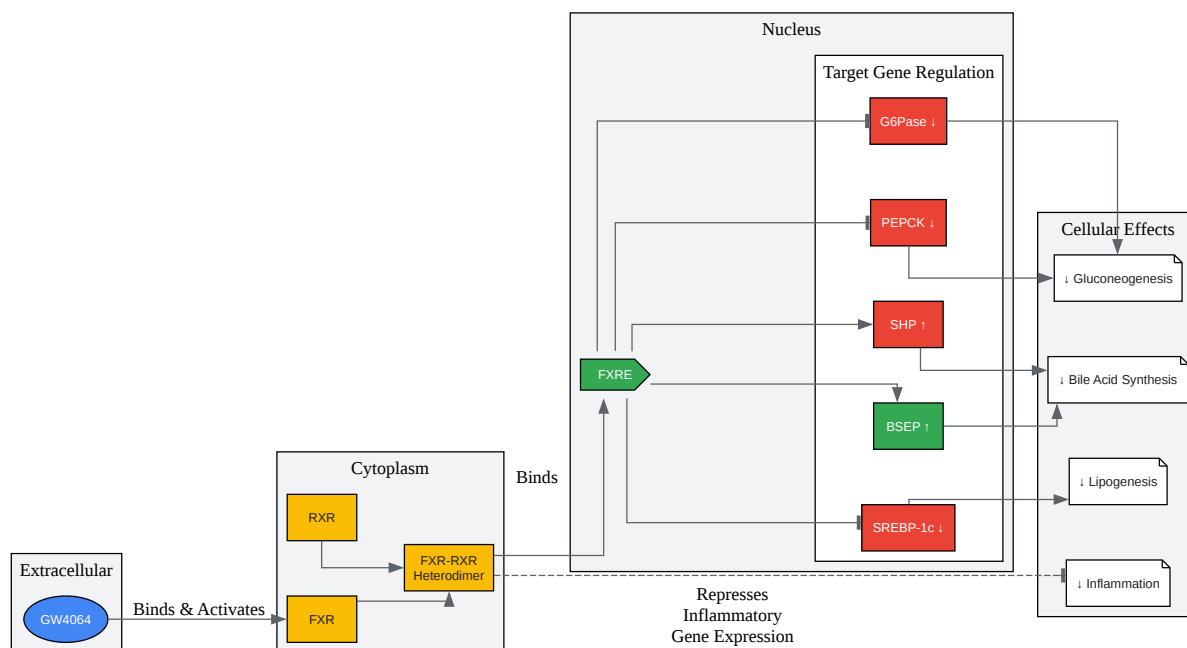 Nucleus
Target Gene Regulation
G6Pase ↓
PEPCK ↓
Cellular Effects
↓ Gluconeogenesis
SHP ↑
FXRE
↓ Bile Acid Synthesis
BSEP ↑
Cytoplasm
Binds
↓ Lipogenesis
RXR
SREBP-1c ↓
FXR-RXR
Heterodimer
Extracellular
↓ Inflammation
Represses
Inflammatory
Gene Expression
Binds & Activates
GW4064
FXR